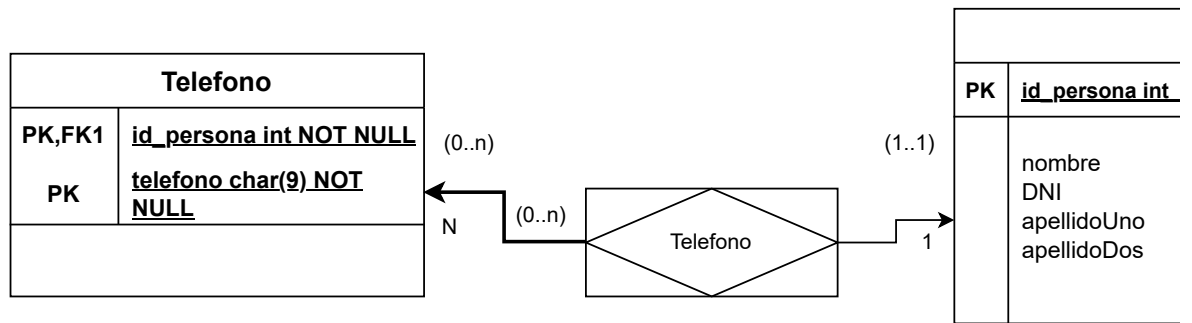 Telefono
PK,FK1 id_persona int NOT NULL
PK telefono char(9) NOT NULL
(0..n)
N
(0..n)
Telefono
(1..1)
1
PK id_persona int
nombre
DNI
apellidoUno
apellidoDos